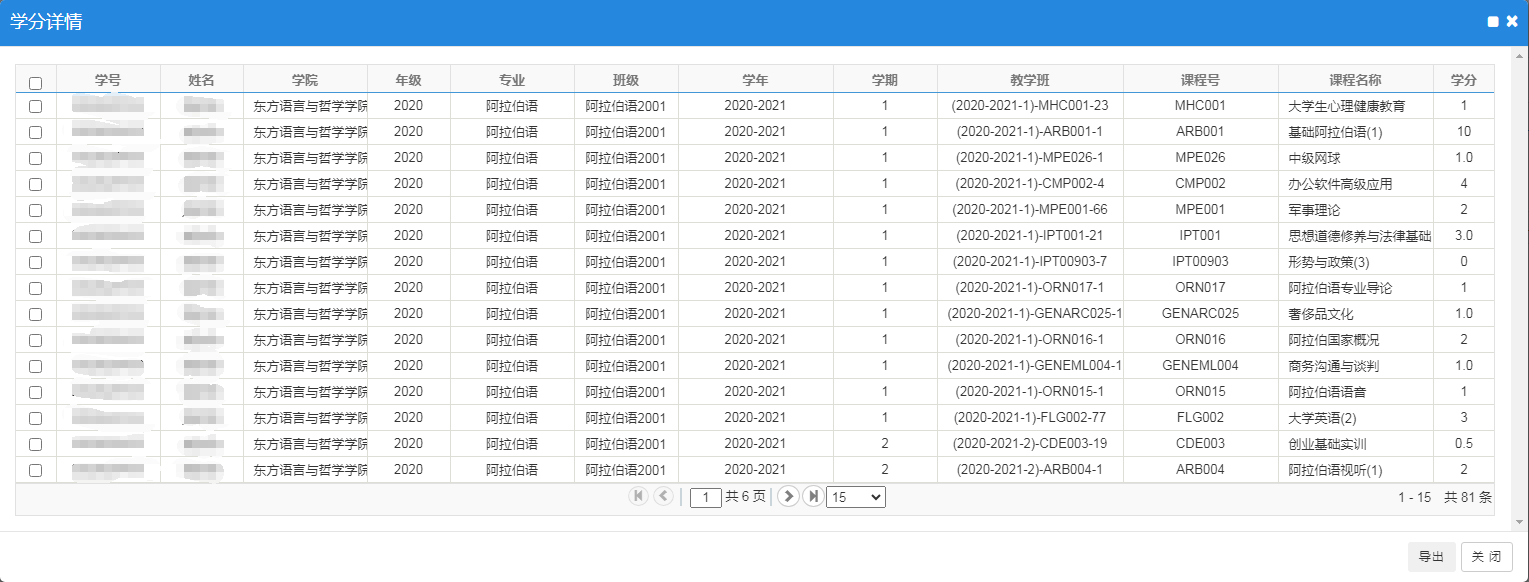 学分详情
学号 姓名 学院 年级 专业 班级 学年 学期 教学班 课程号 课程名称 学分
东方语言与哲学学院 2020 阿拉伯语 阿拉伯语2001 2020-2021 1 (2020-2021-1)-MHC001-23 MHC001 大学生心理健康教育 1
东方语言与哲学学院 2020 阿拉伯语 阿拉伯语2001 2020-2021 1 (2020-2021-1)-ARB001-1 ARB001 基础阿拉伯语(1) 10
东方语言与哲学学院 2020 阿拉伯语 阿拉伯语2001 2020-2021 1 (2020-2021-1)-MPE026-1 MPE026 中级网球 1.0
东方语言与哲学学院 2020 阿拉伯语 阿拉伯语2001 2020-2021 1 (2020-2021-1)-CMP002-4 CMP002 办公软件高级应用 4
东方语言与哲学学院 2020 阿拉伯语 阿拉伯语2001 2020-2021 1 (2020-2021-1)-MPE001-66 MPE001 军事理论 2
东方语言与哲学学院 2020 阿拉伯语 阿拉伯语2001 2020-2021 1 (2020-2021-1)-IPT001-21 IPT001 思想道德修养与法律基础 3.0
东方语言与哲学学院 2020 阿拉伯语 阿拉伯语2001 2020-2021 1 (2020-2021-1)-IPT00903-7 IPT00903 形势与政策(3) 0
东方语言与哲学学院 2020 阿拉伯语 阿拉伯语2001 2020-2021 1 (2020-2021-1)-ORN017-1 ORN017 阿拉伯语专业导论 1
东方语言与哲学学院 2020 阿拉伯语 阿拉伯语2001 2020-2021 1 (2020-2021-1)-GENARC025-1 GENARC025 奢侈品文化 1.0
东方语言与哲学学院 2020 阿拉伯语 阿拉伯语2001 2020-2021 1 (2020-2021-1)-ORN016-1 ORN016 阿拉伯国家概况 2
东方语言与哲学学院 2020 阿拉伯语 阿拉伯语2001 2020-2021 1 (2020-2021-1)-GENEML004-1 GENEML004 商务沟通与谈判 1.0
东方语言与哲学学院 2020 阿拉伯语 阿拉伯语2001 2020-2021 1 (2020-2021-1)-ORN015-1 ORN015 阿拉伯语语音 1
东方语言与哲学学院 2020 阿拉伯语 阿拉伯语2001 2020-2021 1 (2020-2021-1)-FLG002-77 FLG002 大学英语(2) 3
东方语言与哲学学院 2020 阿拉伯语 阿拉伯语2001 2020-2021 2 (2020-2021-2)-CDE003-19 CDE003 创业基础实训 0.5
东方语言与哲学学院 2020 阿拉伯语 阿拉伯语2001 2020-2021 2 (2020-2021-2)-ARB004-1 ARB004 阿拉伯语视听(1) 2
1 共 6 页 15 1 - 15 共 81 条
导出 关 闭